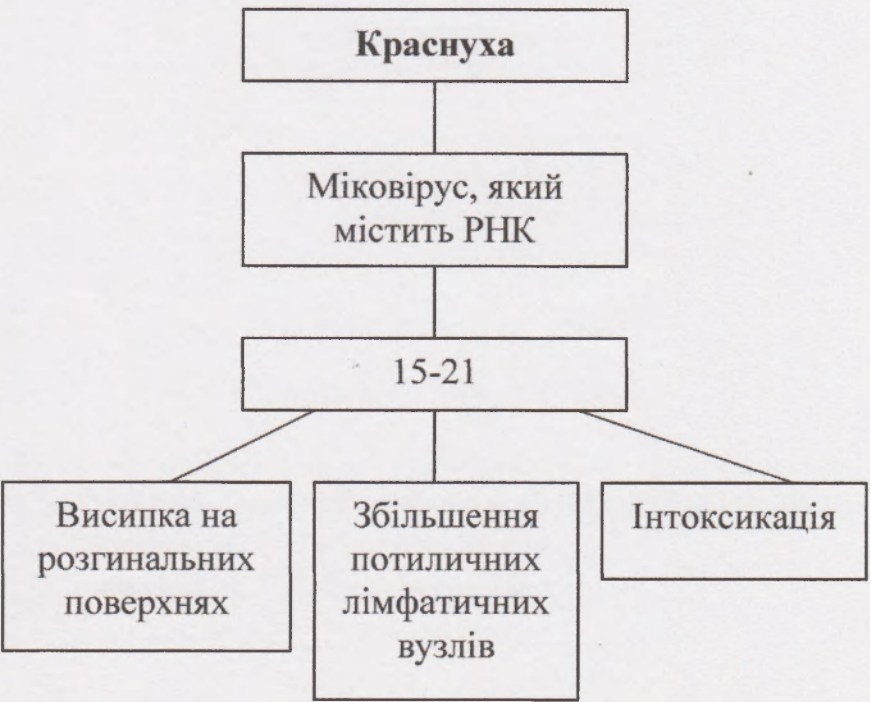 Краснуха
Міковірус, який
містить РНК
15-21
Висипка на
розгинальних
поверхнях
Збільшення
потиличних
лімфатичних
вузлів
Інтоксикація